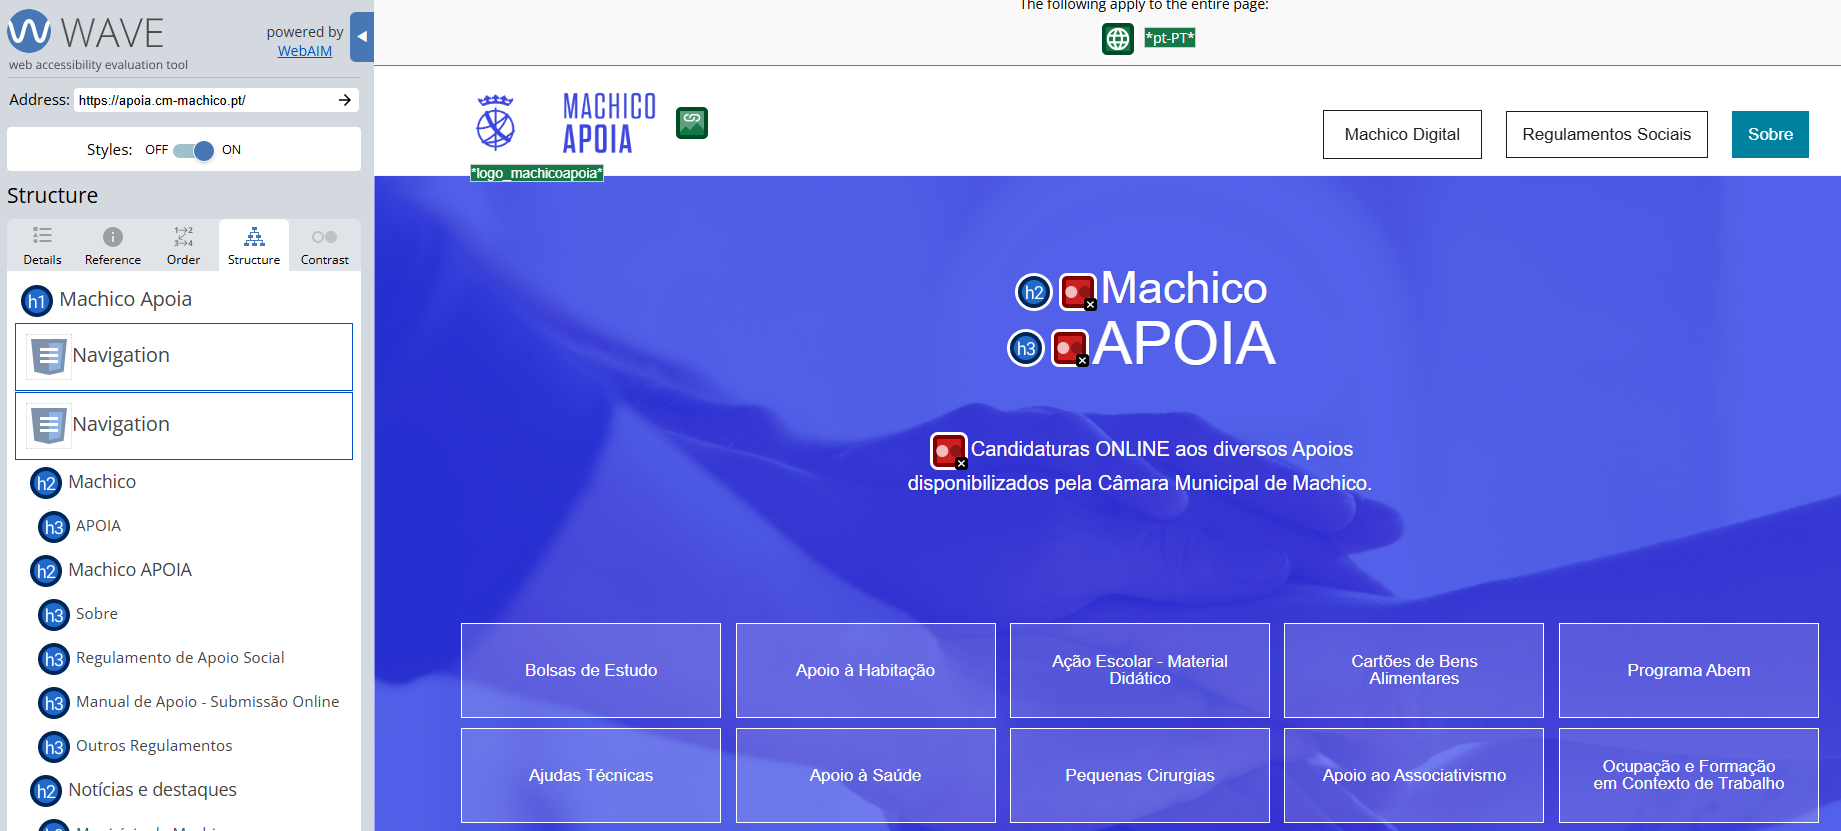 WAVE
powered by
WebAIM
web accessibility evaluation tool
Address: https://apoia.cm-machico.pt/
Styles: OFF ON
Structure
Details Reference Order Structure Contrast
h1 Machico Apoia
Navigation
Navigation
h2 Machico
h3 APOIA
h2 Machico APOIA
h3 Sobre
h3 Regulamento de Apoio Social
h3 Manual de Apoio - Submissão Online
h3 Outros Regulamentos
h2 Notícias e destaques
The following apply to the entire page:
*pt-PT*
MACHICO
APOIA
*logo_machicoapoia*
Machico Digital
Regulamentos Sociais
Sobre
h2 Machico
h3 APOIA
Candidaturas ONLINE aos diversos Apoios
disponibilizados pela Câmara Municipal de Machico.
Bolsas de Estudo
Apoio à Habitação
Ação Escolar - Material
Didático
Cartões de Bens
Alimentares
Programa Abem
Ajudas Técnicas
Apoio à Saúde
Pequenas Cirurgias
Apoio ao Associativismo
Ocupação e Formação
em Contexto de Trabalho